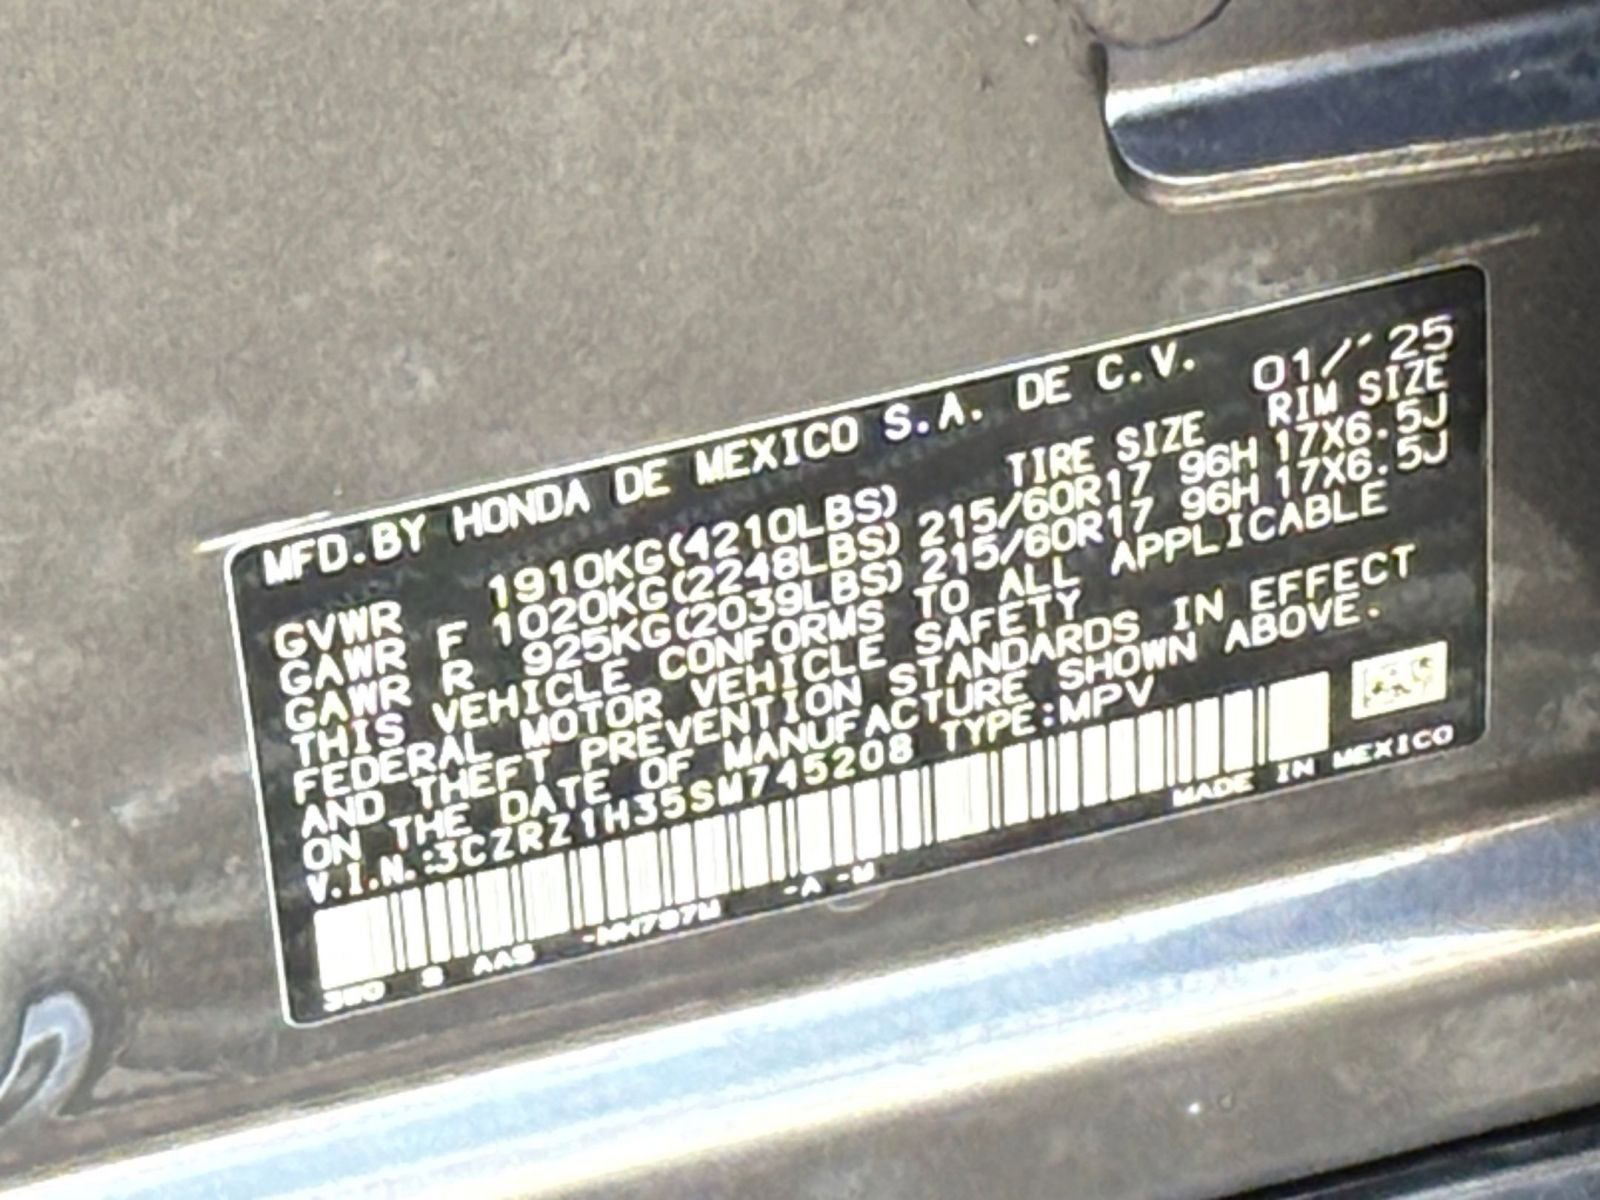 MFD.BY HONDA DE MEXICO S.A. DE C.V. 01/'25
TIRE SIZE RIM SIZE
GVWR 1910KG(4210LBS)
GAWR F 1020KG(2248LBS) 215/60R17 96H 17X6.5J
GAWR R 925KG(2039LBS) 215/60R17 96H 17X6.5J
THIS VEHICLE CONFORMS TO ALL APPLICABLE
FEDERAL MOTOR VEHICLE SAFETY
AND THEFT PREVENTION STANDARDS IN EFFECT
ON THE DATE OF MANUFACTURE SHOWN ABOVE.
V.I.N.:3CZRZ1H35SM745208 TYPE:MPV
MADE IN MEXICO
-A -M